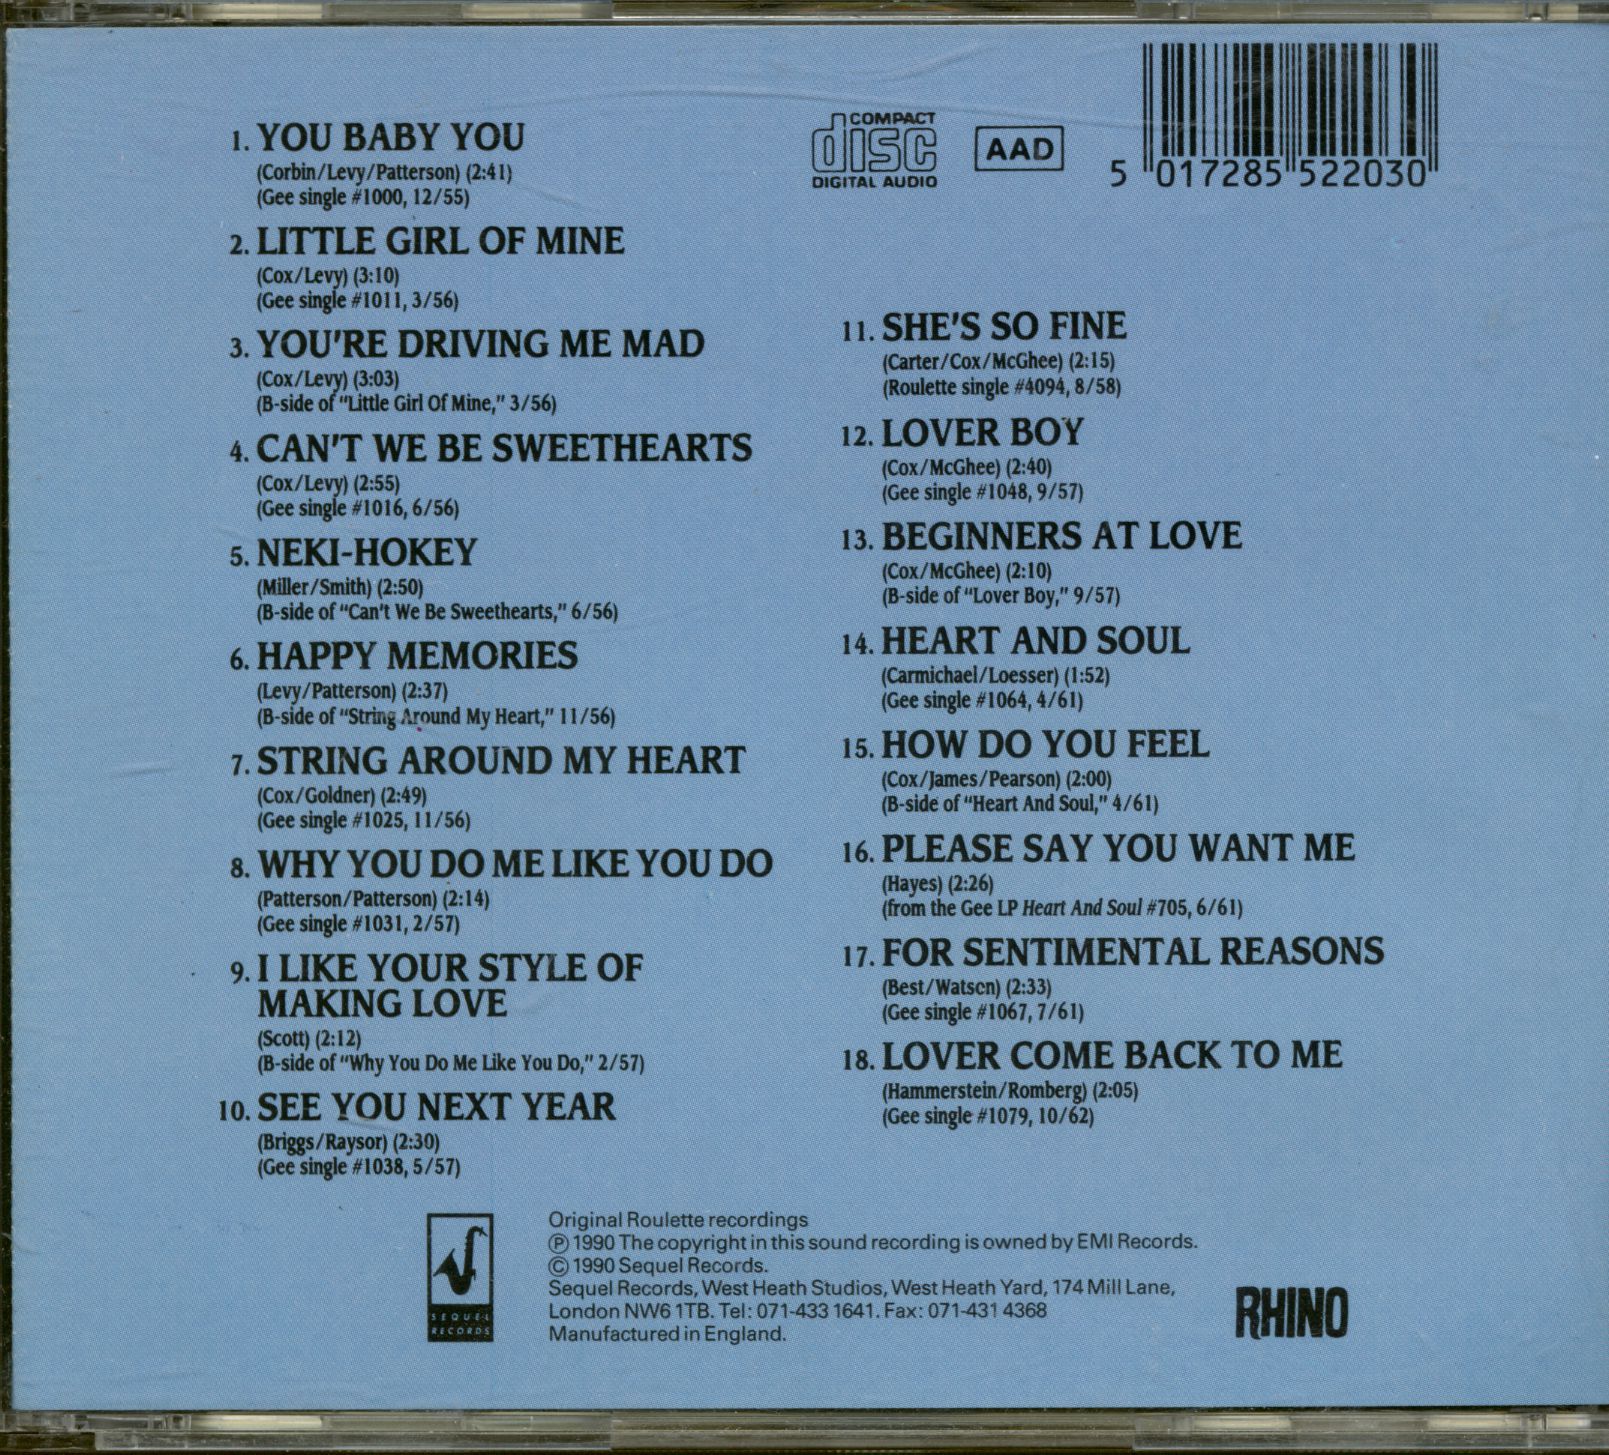 1. YOU BABY YOU
(Corbin/Levy/Patterson) (2:41)
(Gee single #1000, 12/55)
2. LITTLE GIRL OF MINE
(Cox/Levy) (3:10)
(Gee single #1011, 3/56)
3. YOU'RE DRIVING ME MAD
(Cox/Levy) (3:03)
(B-side of "Little Girl Of Mine," 3/56)
4. CAN'T WE BE SWEETHEARTS
(Cox/Levy) (2:55)
(Gee single #1016, 6/56)
5. NEKI-HOKEY
(Miller/Smith) (2:50)
(B-side of "Can't We Be Sweethearts," 6/56)
6. HAPPY MEMORIES
(Levy/Patterson) (2:37)
(B-side of "String Around My Heart," 11/56)
7. STRING AROUND MY HEART
(Cox/Goldner) (2:49)
(Gee single #1025, 11/56)
8. WHY YOU DO ME LIKE YOU DO
(Patterson/Patterson) (2:14)
(Gee single #1031, 2/57)
9. I LIKE YOUR STYLE OF
MAKING LOVE
(Scott) (2:12)
(B-side of "Why You Do Me Like You Do," 2/57)
10. SEE YOU NEXT YEAR
(Briggs/Raysor) (2:30)
(Gee single #1038, 5/57)
COMPACT
disc
DIGITAL AUDIO
AAD
5 017285 522030
11. SHE'S SO FINE
(Carter/Cox/McGhee) (2:15)
(Roulette single #4094, 8/58)
12. LOVER BOY
(Cox/McGhee) (2:40)
(Gee single #1048, 9/57)
13. BEGINNERS AT LOVE
(Cox/McGhee) (2:10)
(B-side of "Lover Boy," 9/57)
14. HEART AND SOUL
(Carmichael/Loesser) (1:52)
(Gee single #1064, 4/61)
15. HOW DO YOU FEEL
(Cox/James/Pearson) (2:00)
(B-side of "Heart And Soul," 4/61)
16. PLEASE SAY YOU WANT ME
(Hayes) (2:26)
(from the Gee LP Heart And Soul #705, 6/61)
17. FOR SENTIMENTAL REASONS
(Best/Watson) (2:33)
(Gee single #1067, 7/61)
18. LOVER COME BACK TO ME
(Hammerstein/Romberg) (2:05)
(Gee single #1079, 10/62)
SEQUEL
RECORDS
Original Roulette recordings
Ⓟ 1990 The copyright in this sound recording is owned by EMI Records.
© 1990 Sequel Records.
Sequel Records, West Heath Studios, West Heath Yard, 174 Mill Lane,
London NW6 1TB. Tel: 071-433 1641. Fax: 071-431 4368
Manufactured in England.
RHINO